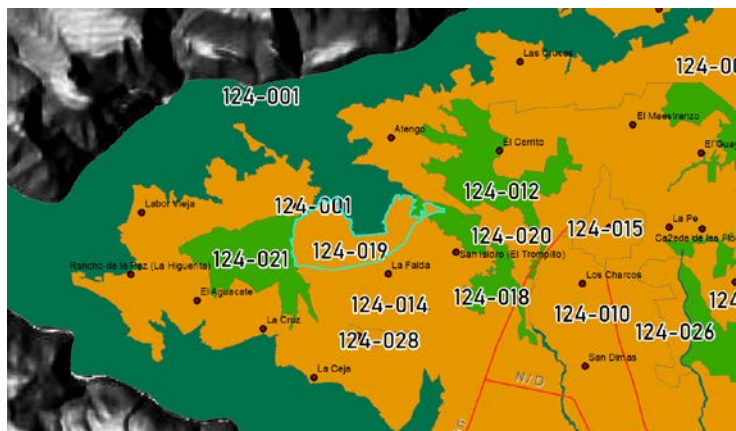 Las Cruces
124-00
124-001
El Maestranzo
Atengo
El Cerrito
El Guay
124-012
124-001
Labor Vieja
124-015
La Pe
124-020
124-019
Cañedas de las Flo
124-021
San Isidro (El Trompillo)
Rancho de la Paz (La Higuerita)
La Falda
Los Charcos
124-018
124
El Aguacate
124-014
124-010
La Cruz
124-026
124-028
San Dimas
La Ceja
N/D